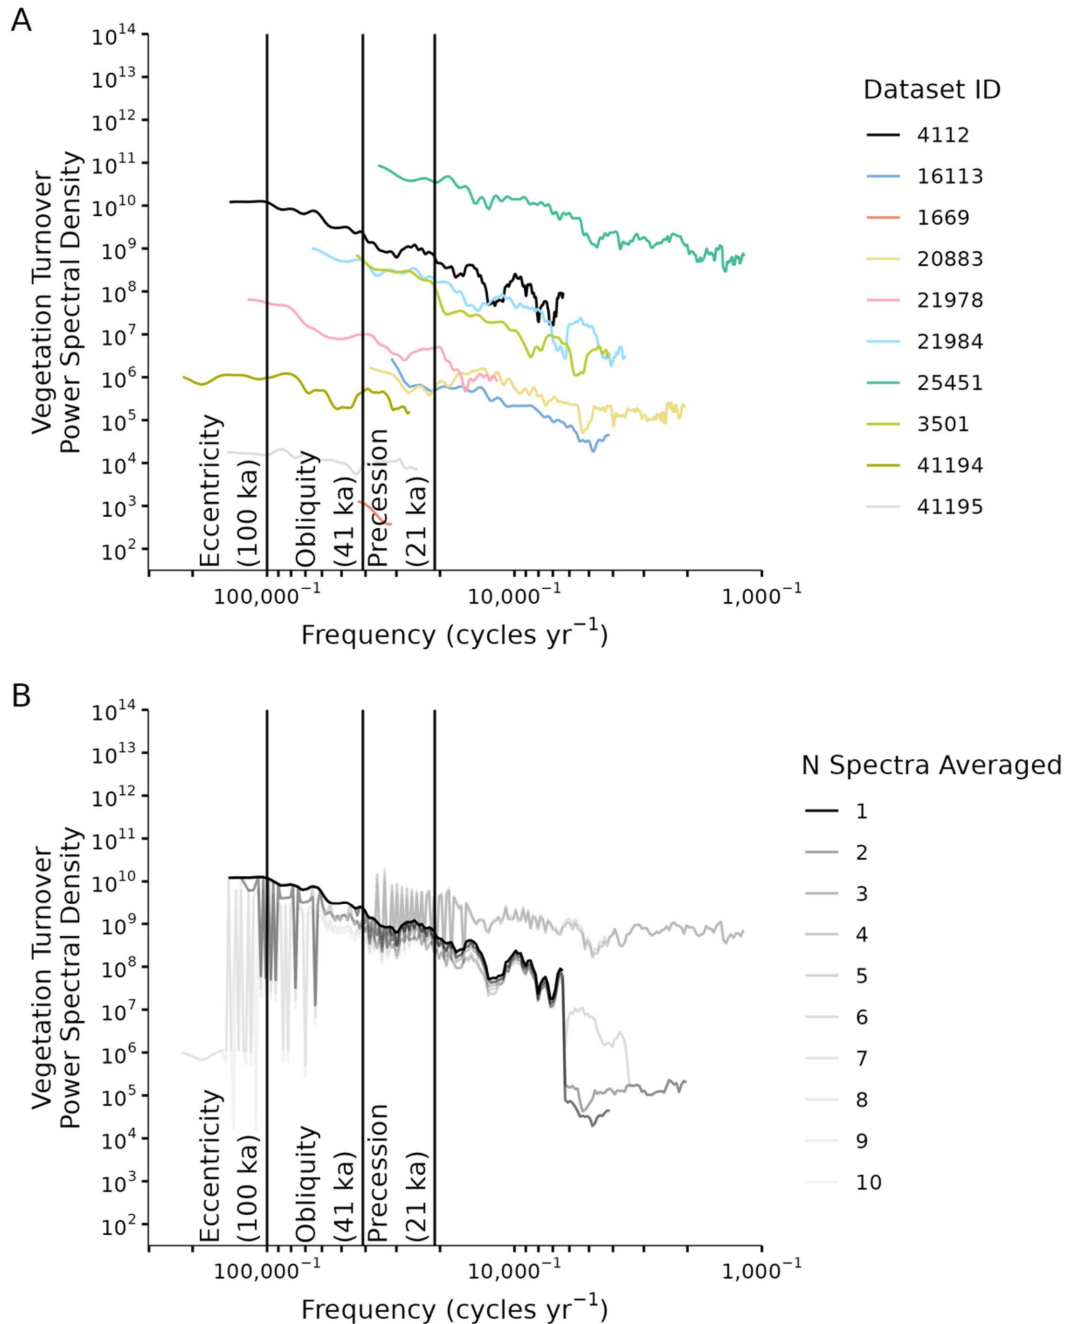 A
10^14
10^13
10^12
10^11
10^10
10^9
10^8
10^7
10^6
10^5
10^4
10^3
10^2
Vegetation Turnover
Power Spectral Density
Eccentricity
(100 ka)
Obliquity
(41 ka)
Precession
(21 ka)
100,000^−1
10,000^−1
1,000^−1
Frequency (cycles yr^−1)
Dataset ID
4112
16113
1669
20883
21978
21984
25451
3501
41194
41195
B
10^14
10^13
10^12
10^11
10^10
10^9
10^8
10^7
10^6
10^5
10^4
10^3
10^2
Vegetation Turnover
Power Spectral Density
Eccentricity
(100 ka)
Obliquity
(41 ka)
Precession
(21 ka)
100,000^−1
10,000^−1
1,000^−1
Frequency (cycles yr^−1)
N Spectra Averaged
1
2
3
4
5
6
7
8
9
10